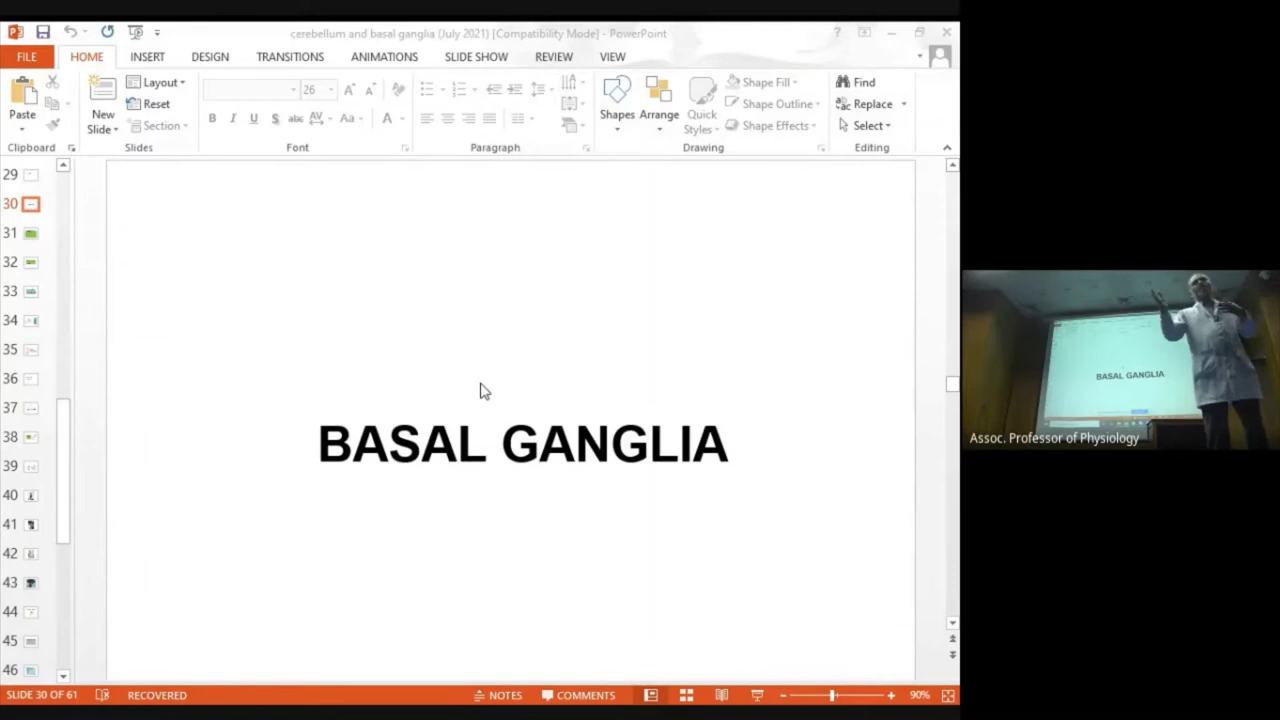 cerebellum and basal ganglia (July 2021) [Compatibility Mode] - PowerPoint
FILE HOME INSERT DESIGN TRANSITIONS ANIMATIONS SLIDE SHOW REVIEW VIEW
Paste
Clipboard
New
Slide
Layout
Reset
Section
Slides
26
B I U S abc AV Aa A
Font
Paragraph
Shapes
Arrange
Quick
Styles
Shape Fill
Shape Outline
Shape Effects
Drawing
Find
Replace
Select
Editing
29
30
31
32
33
34
35
36
37
38
39
40
41
42
43
44
45
46
BASAL GANGLIA
BASAL GANGLIA
Assoc. Professor of Physiology
SLIDE 30 OF 61 RECOVERED NOTES COMMENTS 90%